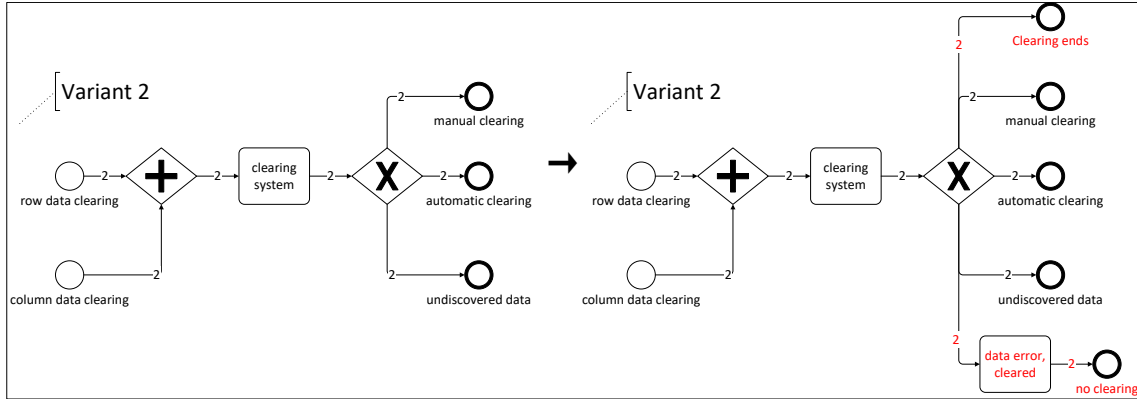 Variant 2
2
manual clearing
2
2
clearing
system
2
X
2
row data clearing
automatic clearing
2
2
column data clearing
undiscovered data
2
Clearing ends
Variant 2
2
manual clearing
2
2
clearing
system
2
X
2
row data clearing
automatic clearing
2
2
column data clearing
undiscovered data
2
data error,
cleared
2
no clearing